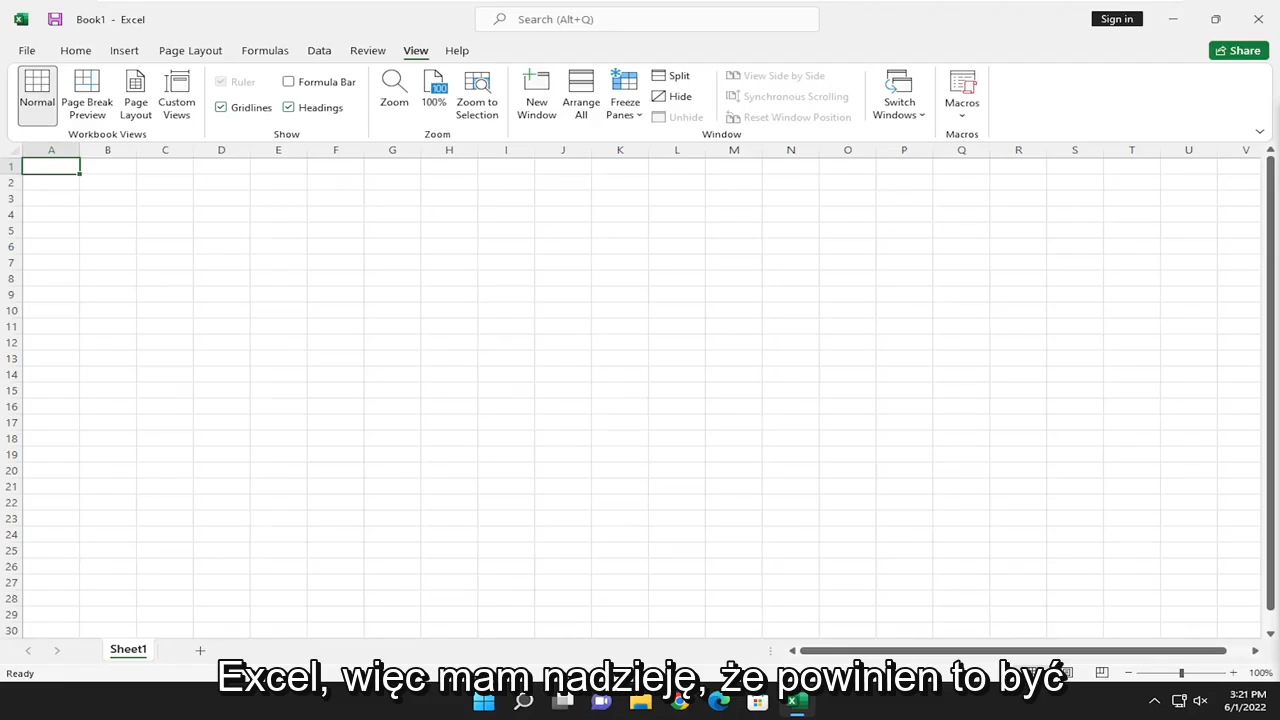 Book1 - Excel
Search (Alt+Q)
Sign in
File Home Insert Page Layout Formulas Data Review View Help
Share
Normal
Page Break Preview
Page Layout
Custom Views
Workbook Views
Ruler
Formula Bar
Gridlines
Headings
Show
Zoom
100%
Zoom to Selection
Zoom
New Window
Arrange All
Freeze Panes
Split
Hide
Unhide
View Side by Side
Synchronous Scrolling
Reset Window Position
Window
Switch Windows
Macros
Macros
A B C D E F G H I J K L M N O P Q R S T U V
1
2
3
4
5
6
7
8
9
10
11
12
13
14
15
16
17
18
19
20
21
22
23
24
25
26
27
28
29
30
Sheet1
Ready
100%
Excel, więc mam nadzieję, że powinien to być
3:21 PM
6/1/2022